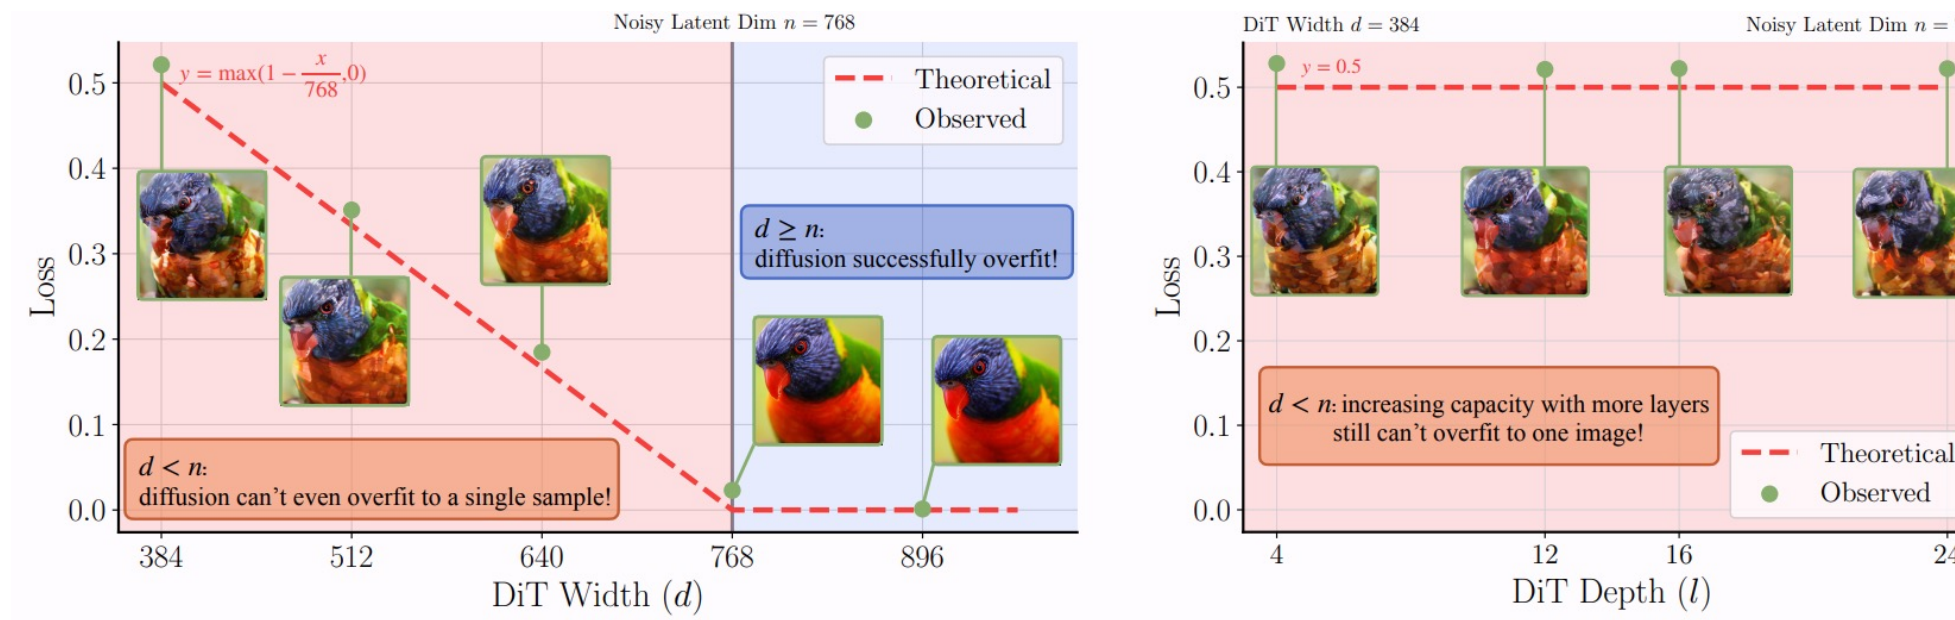 Noisy Latent Dim n = 768
y = max(1 − x/768, 0)
Theoretical
Observed
d ≥ n:
diffusion successfully overfit!
d < n:
diffusion can't even overfit to a single sample!
0.5
0.4
0.3
0.2
0.1
0.0
Loss
384 512 640 768 896
DiT Width (d)
DiT Width d = 384
Noisy Latent Dim n =
y = 0.5
0.5
0.4
0.3
0.2
0.1
0.0
Loss
d < n: increasing capacity with more layers
still can't overfit to one image!
Theoretical
Observed
4 12 16 24
DiT Depth (l)